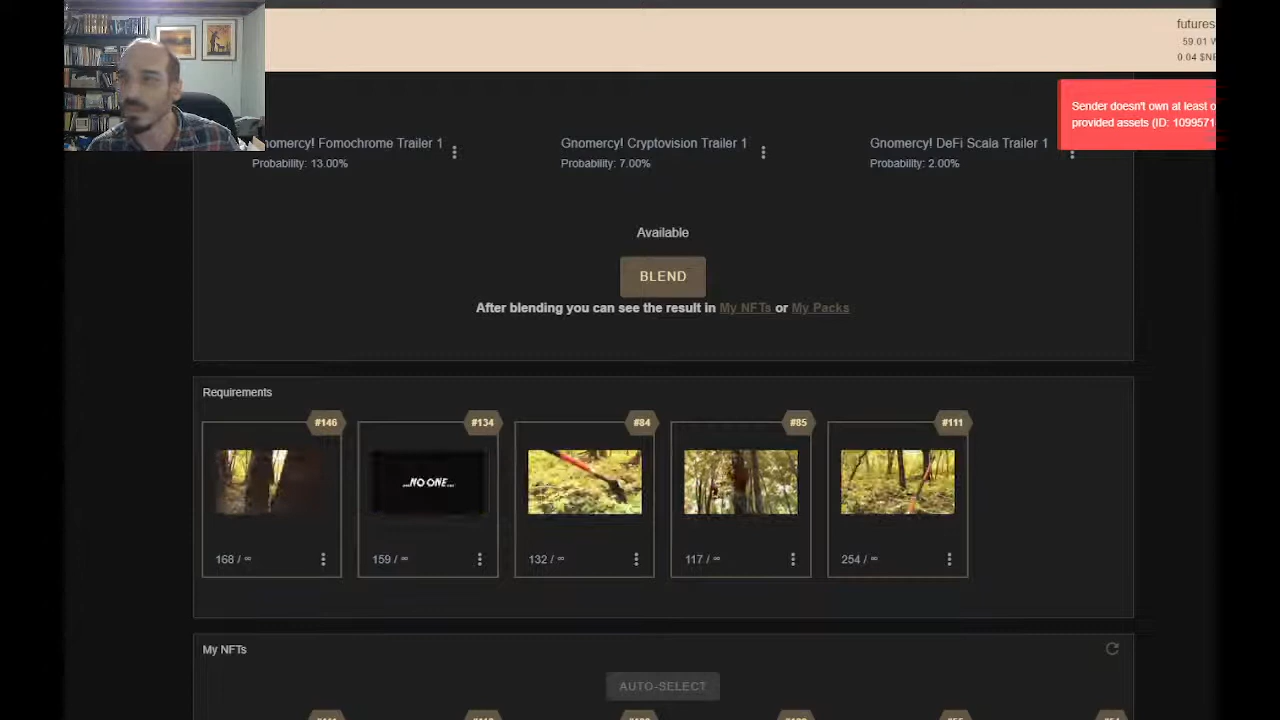 futures
59.01
0.04 $NE
Sender doesn't own at least
provided assets (ID: 1099571
Gnomercy! Fomochrome Trailer 1
Probability: 13.00%
Gnomercy! Cryptovision Trailer 1
Probability: 7.00%
Gnomercy! DeFi Scala Trailer 1
Probability: 2.00%
Available
BLEND
After blending you can see the result in My NFTs or My Packs
Requirements
#146
#134
#84
#85
#111
...NO ONE...
168 / ∞
159 / ∞
132 / ∞
117 / ∞
254 / ∞
My NFTs
AUTO-SELECT